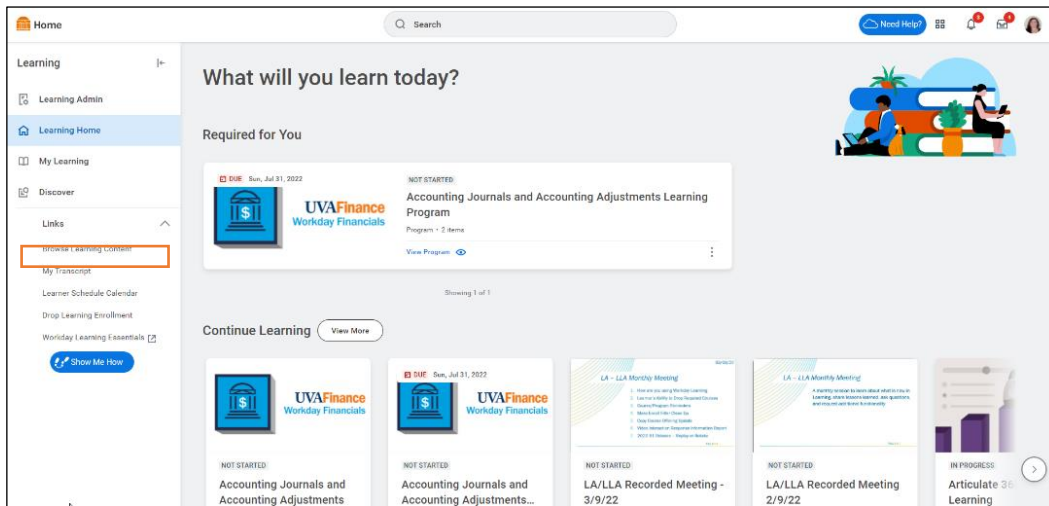 Home
Search
Need Help?
Learning
Learning Admin
Learning Home
My Learning
Discover
Links
Browse Learning Content
My Transcript
Learner Schedule Calendar
Drop Learning Enrollment
Workday Learning Essentials
Show Me How
What will you learn today?
Required for You
DUE Sun, Jul 31, 2022
UVAFinance
Workday Financials
NOT STARTED
Accounting Journals and Accounting Adjustments Learning
Program
Program • 2 items
View Program
Showing 1 of 1
Continue Learning
View More
UVAFinance
Workday Financials
NOT STARTED
Accounting Journals and
Accounting Adjustments
DUE Sun, Jul 31, 2022
UVAFinance
Workday Financials
NOT STARTED
Accounting Journals and
Accounting Adjustments...
LA – LLA Monthly Meeting
NOT STARTED
LA/LLA Recorded Meeting -
3/9/22
LA – LLA Monthly Meeting
NOT STARTED
LA/LLA Recorded Meeting
2/9/22
IN PROGRESS
Articulate 36
Learning